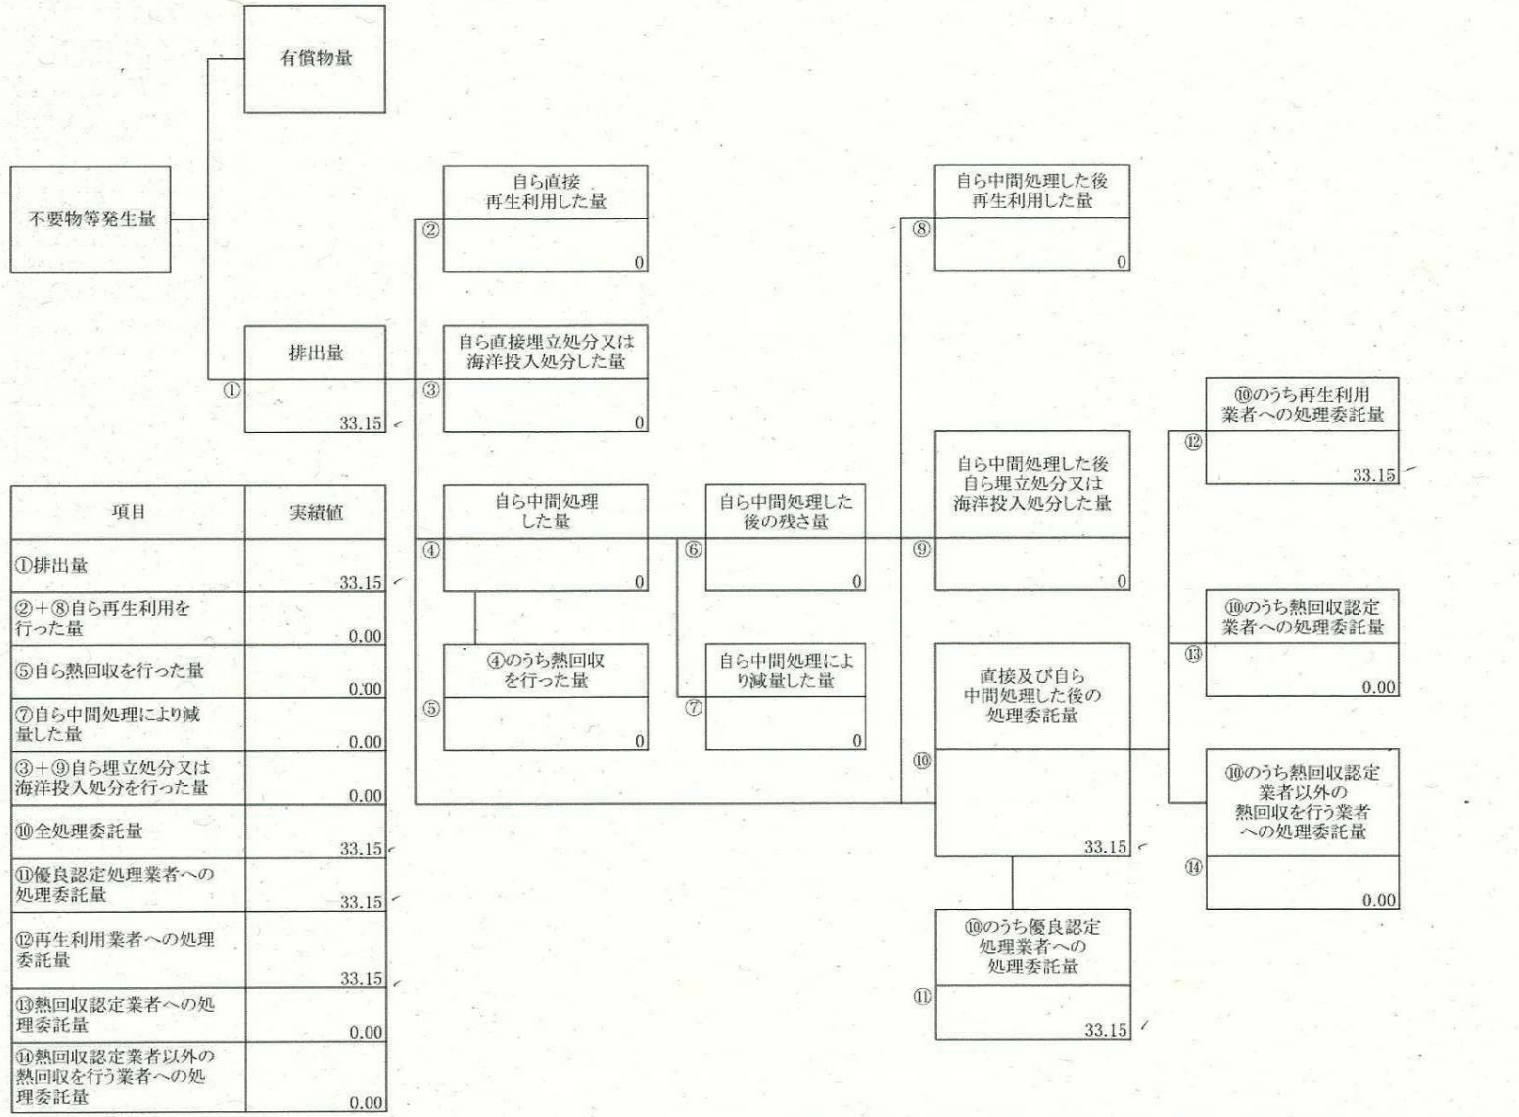 有償物量
不要物等発生量
自ら直接
再生利用した量
②
0
自ら中間処理した後
再生利用した量
⑧
0
排出量
①
33.15
自ら直接埋立処分又は
海洋投入処分した量
③
0
⑩のうち再生利用
業者への処理委託量
⑫
33.15
自ら中間処理した後
自ら埋立処分又は
海洋投入処分した量
⑨
0
自ら中間処理
した量
④
0
自ら中間処理した
後の残さ量
⑥
0
⑩のうち熱回収認定
業者への処理委託量
⑬
0.00
④のうち熱回収
を行った量
⑤
0
自ら中間処理によ
り減量した量
⑦
0
直接及び自ら
中間処理した後の
処理委託量
⑩
33.15
⑩のうち熱回収認定
業者以外の
熱回収を行う業者
への処理委託量
⑭
0.00
⑩のうち優良認定
処理業者への
処理委託量
⑪
33.15
項目 実績値
①排出量
33.15
②＋⑧自ら再生利用を
行った量
0.00
⑤自ら熱回収を行った量
0.00
⑦自ら中間処理により減
量した量
0.00
③＋⑨自ら埋立処分又は
海洋投入処分を行った量
0.00
⑩全処理委託量
33.15
⑪優良認定処理業者への
処理委託量
33.15
⑫再生利用業者への処理
委託量
33.15
⑬熱回収認定業者への処
理委託量
0.00
⑭熱回収認定業者以外の
熱回収を行う業者への処
理委託量
0.00